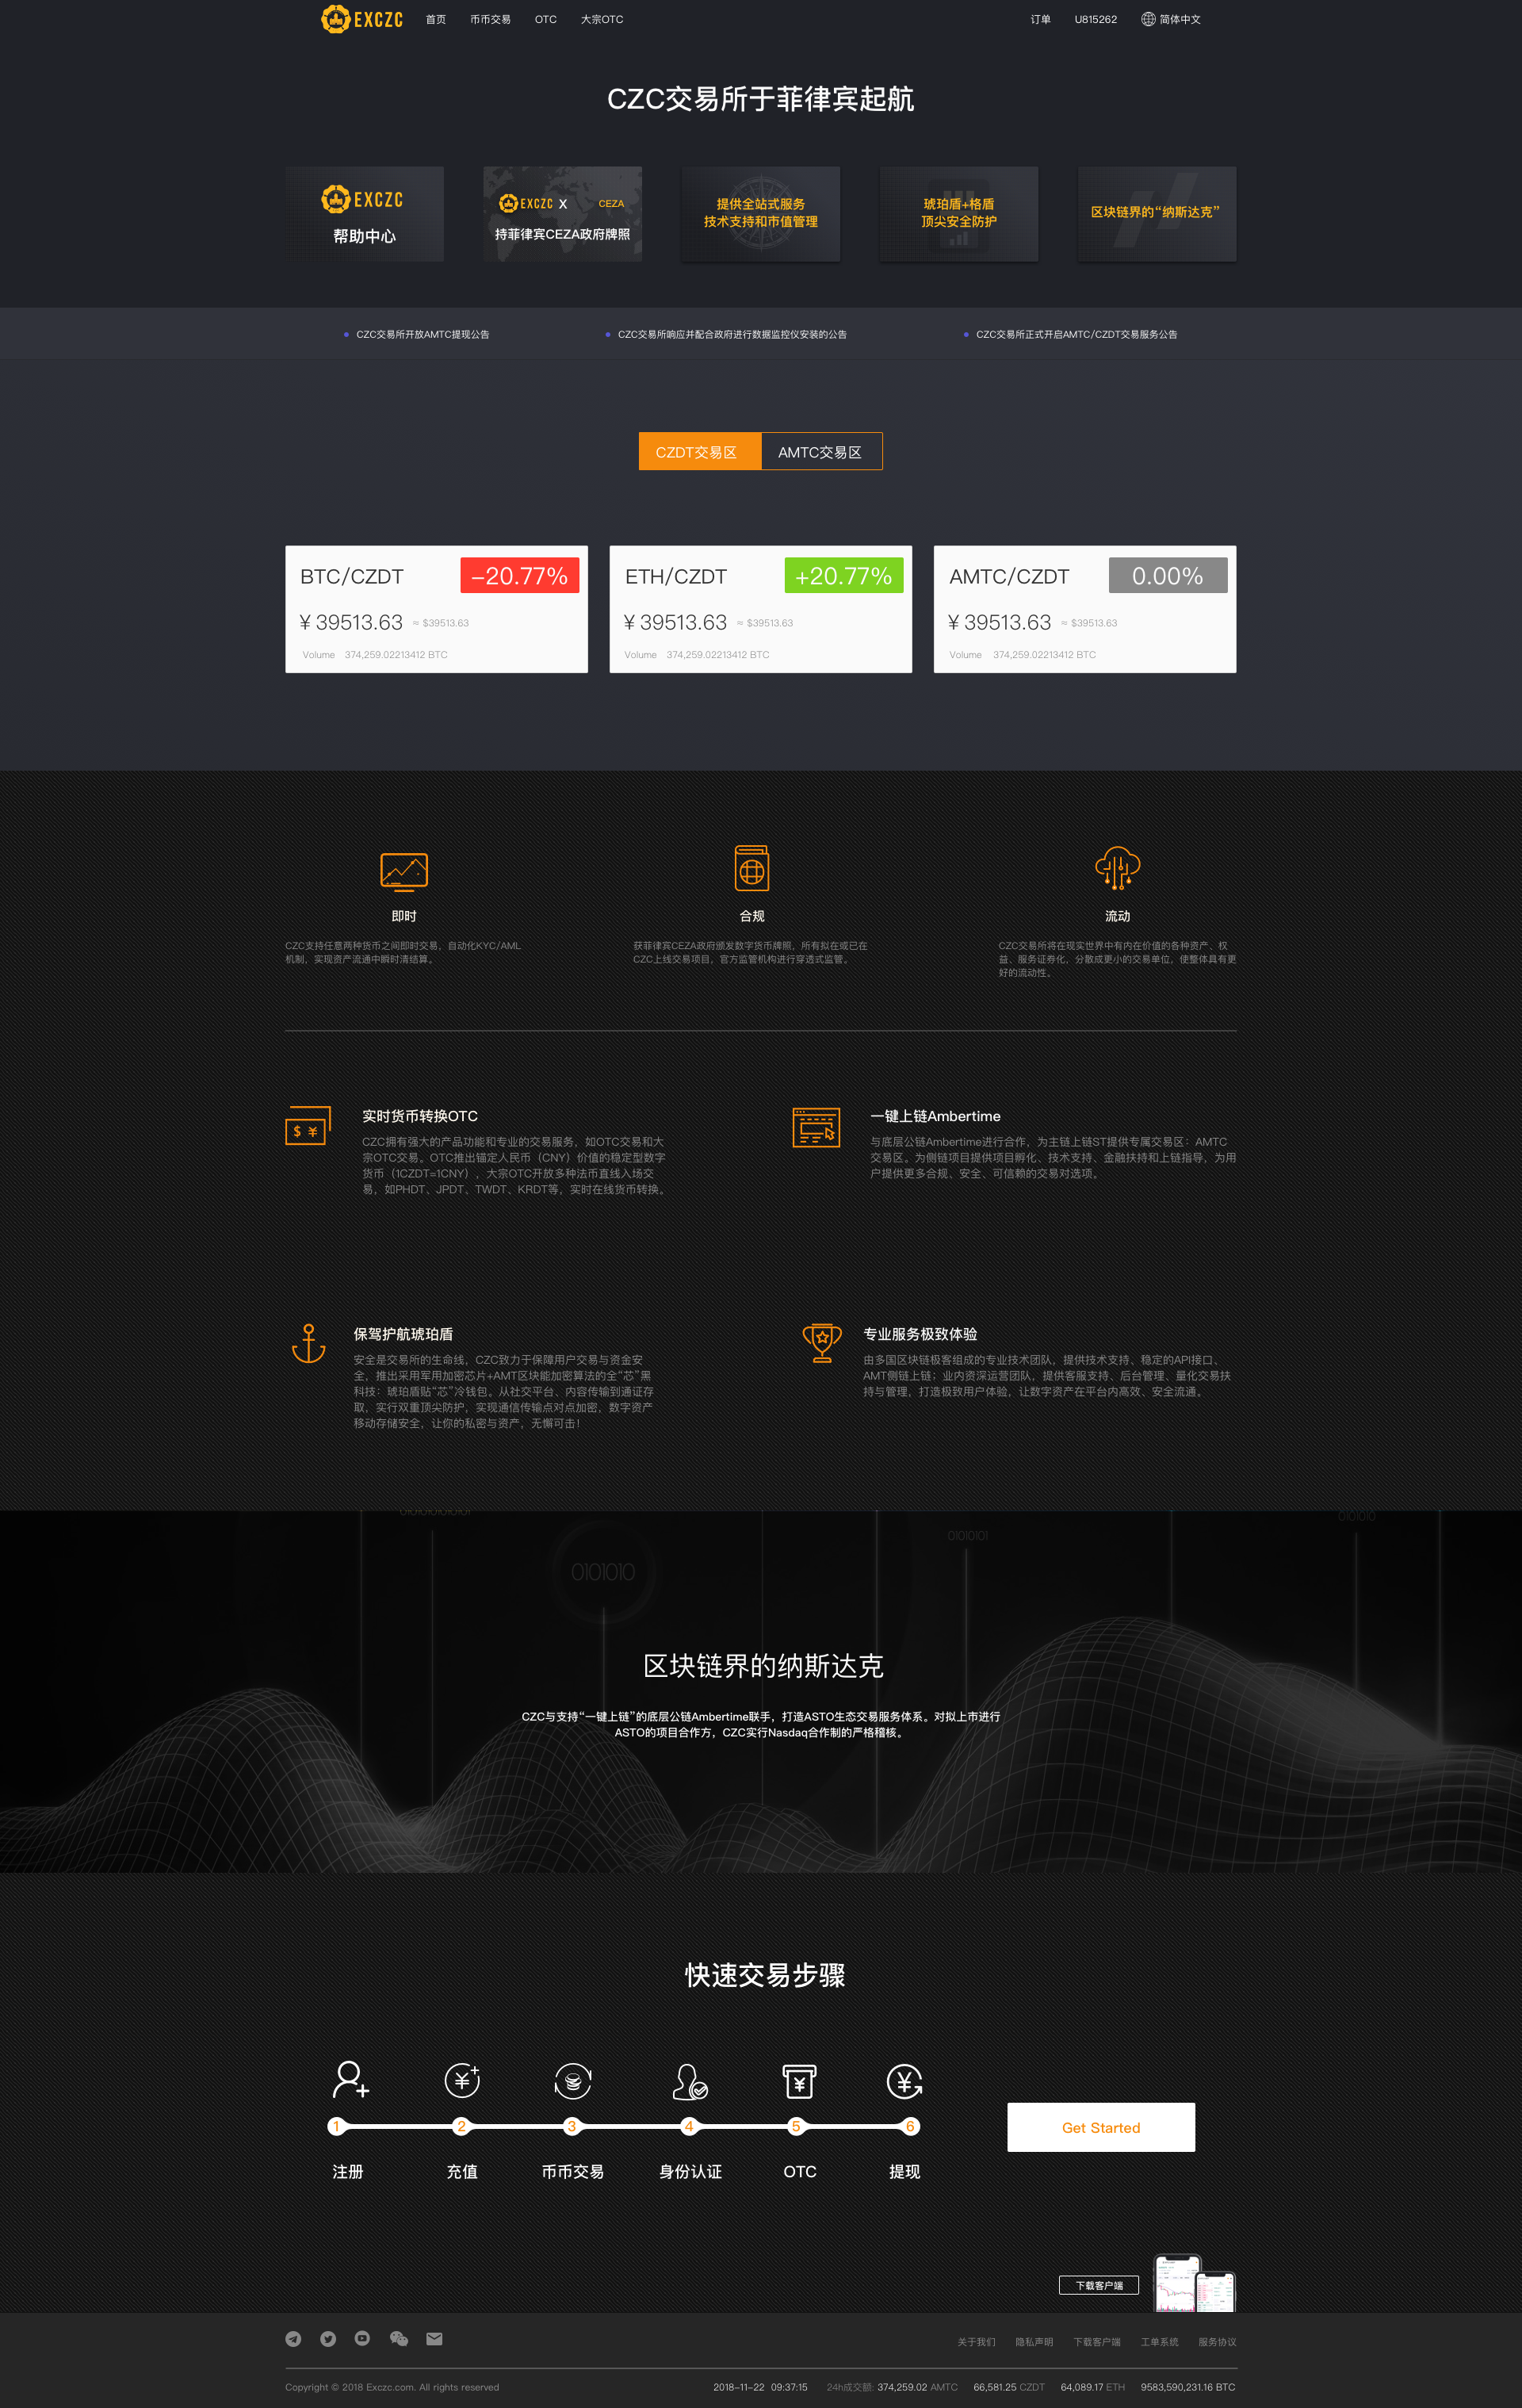 EXCZC 首页 币币交易 OTC 大宗OTC 订单 U815262 简体中文
CZC交易所于菲律宾起航
EXCZC
帮助中心
EXCZC X CEZA
持菲律宾CEZA政府牌照
提供全站式服务
技术支持和市值管理
琥珀盾+格盾
顶尖安全防护
区块链界的“纳斯达克”
CZC交易所开放AMTC提现公告
CZC交易所响应并配合政府进行数据监控仪安装的公告
CZC交易所正式开启AMTC/CZDT交易服务公告
CZDT交易区 AMTC交易区
BTC/CZDT -20.77%
¥ 39513.63 ≈ $39513.63
Volume 374,259.02213412 BTC
ETH/CZDT +20.77%
¥ 39513.63 ≈ $39513.63
Volume 374,259.02213412 BTC
AMTC/CZDT 0.00%
¥ 39513.63 ≈ $39513.63
Volume 374,259.02213412 BTC
即时
CZC支持任意两种货币之间即时交易，自动化KYC/AML
机制，实现资产流通中瞬时清结算。
合规
获菲律宾CEZA政府颁发数字货币牌照，所有拟在或已在
CZC上线交易项目，官方监管机构进行穿透式监管。
流动
CZC交易所将在现实世界中有内在价值的各种资产、权
益、服务证券化，分散成更小的交易单位，使整体具有更
好的流动性。
实时货币转换OTC
CZC拥有强大的产品功能和专业的交易服务，如OTC交易和大
宗OTC交易。OTC推出锚定人民币（CNY）价值的稳定型数字
货币（1CZDT=1CNY），大宗OTC开放多种法币直线入场交
易，如PHDT、JPDT、TWDT、KRDT等，实时在线货币转换。
一键上链Ambertime
与底层公链Ambertime进行合作，为主链上链ST提供专属交易区：AMTC
交易区。为侧链项目提供项目孵化、技术支持、金融扶持和上链指导，为用
户提供更多合规、安全、可信赖的交易对选项。
保驾护航琥珀盾
安全是交易所的生命线，CZC致力于保障用户交易与资金安
全，推出采用军用加密芯片+AMT区块能加密算法的全“芯”黑
科技：琥珀盾贴“芯”冷钱包。从社交平台、内容传输到通证存
取，实行双重顶尖防护，实现通信传输点对点加密，数字资产
移动存储安全，让你的私密与资产，无懈可击！
专业服务极致体验
由多国区块链极客组成的专业技术团队，提供技术支持、稳定的API接口、
AMT侧链上链；业内资深运营团队，提供客服支持、后台管理、量化交易扶
持与管理，打造极致用户体验，让数字资产在平台内高效、安全流通。
0101010
01010101
0101010
区块链界的纳斯达克
CZC与支持“一键上链”的底层公链Ambertime联手，打造ASTO生态交易服务体系。对拟上市进行
ASTO的项目合作方，CZC实行Nasdaq合作制的严格稽核。
快速交易步骤
1 2 3 4 5 6
注册 充值 币币交易 身份认证 OTC 提现
Get Started
下载客户端
关于我们 隐私声明 下载客户端 工单系统 服务协议
Copyright © 2018 Exczc.com. All rights reserved 2018-11-22 09:37:15 24h成交额: 374,259.02 AMTC 66,581.25 CZDT 64,089.17 ETH 9583,590,231.16 BTC